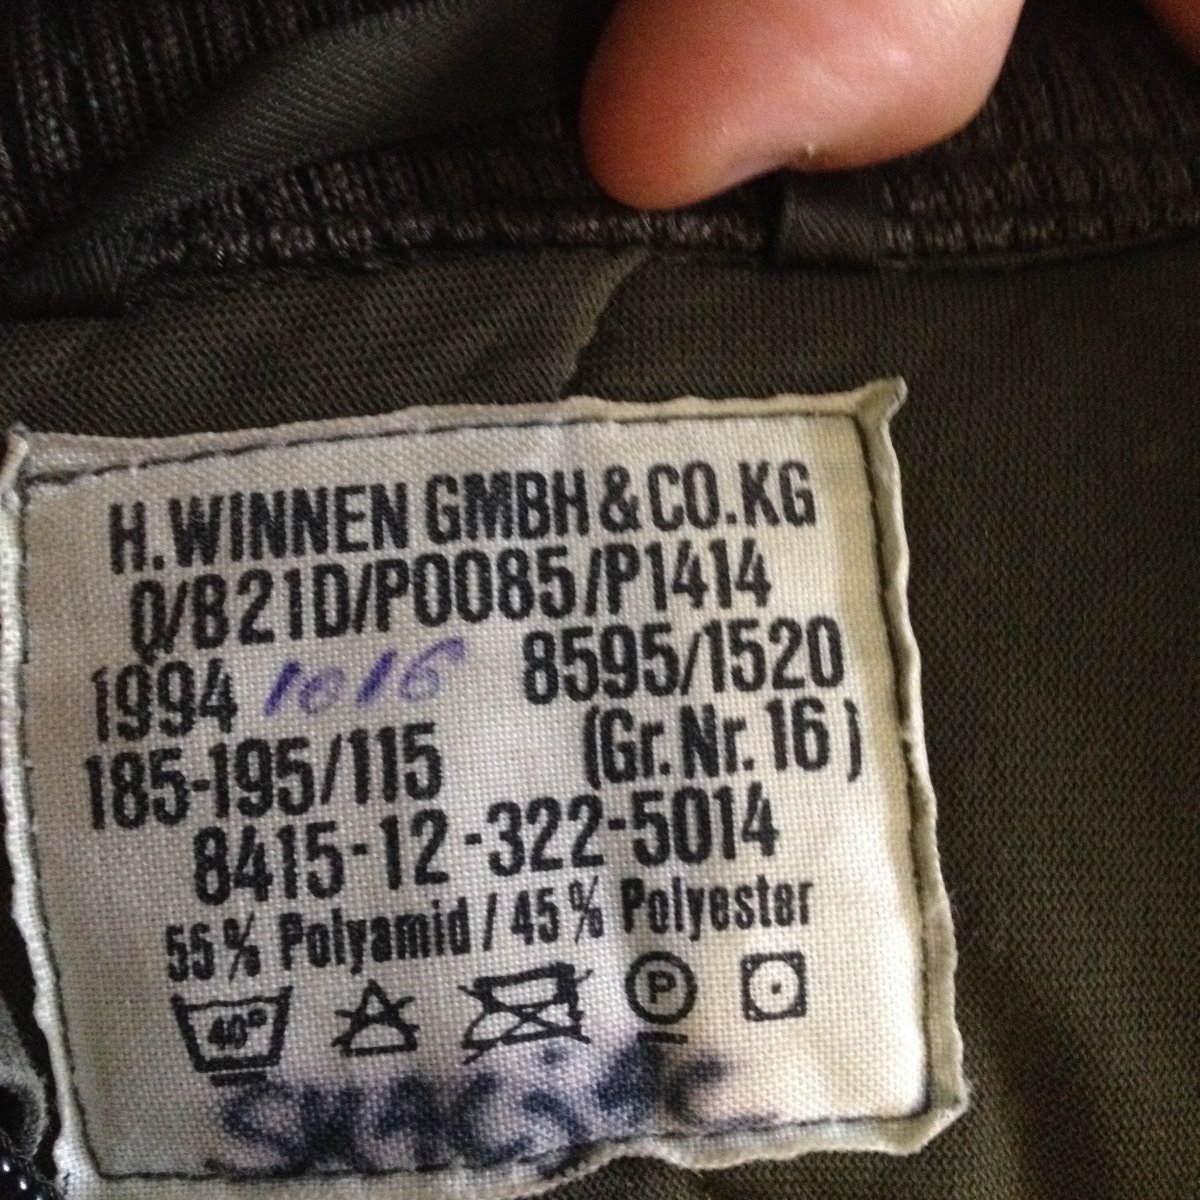 H.WINNEN GMBH & CO.KG
Q/821D/P0085/P1414
1994 1016 8595/1520
185-195/115 (Gr. Nr. 16)
8415-12-322-5014
55% Polyamid / 45% Polyester
40° A P